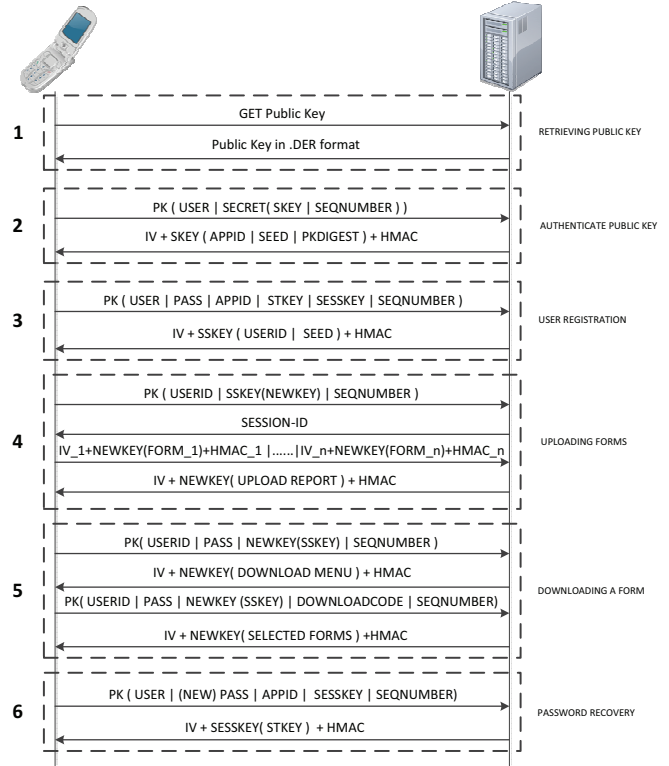 GET Public Key
1
RETRIEVING PUBLIC KEY
Public Key in .DER format
PK ( USER | SECRET( SKEY | SEQNUMBER ) )
2
AUTHENTICATE PUBLIC KEY
IV + SKEY ( APPID | SEED | PKDIGEST ) + HMAC
PK ( USER | PASS | APPID | STKEY | SESSKEY | SEQNUMBER )
3
USER REGISTRATION
IV + SSKEY ( USERID | SEED ) + HMAC
PK ( USERID | SSKEY(NEWKEY) | SEQNUMBER )
SESSION-ID
4
UPLOADING FORMS
IV_1+NEWKEY(FORM_1)+HMAC_1 |......|IV_n+NEWKEY(FORM_n)+HMAC_n
IV + NEWKEY( UPLOAD REPORT ) + HMAC
PK( USERID | PASS | NEWKEY(SSKEY) | SEQNUMBER )
IV + NEWKEY( DOWNLOAD MENU ) + HMAC
5
DOWNLOADING A FORM
PK( USERID | PASS | NEWKEY (SSKEY) | DOWNLOADCODE | SEQNUMBER)
IV + NEWKEY( SELECTED FORMS ) +HMAC
PK ( USER | (NEW) PASS | APPID | SESSKEY | SEQNUMBER)
6
PASSWORD RECOVERY
IV + SESSKEY( STKEY ) + HMAC